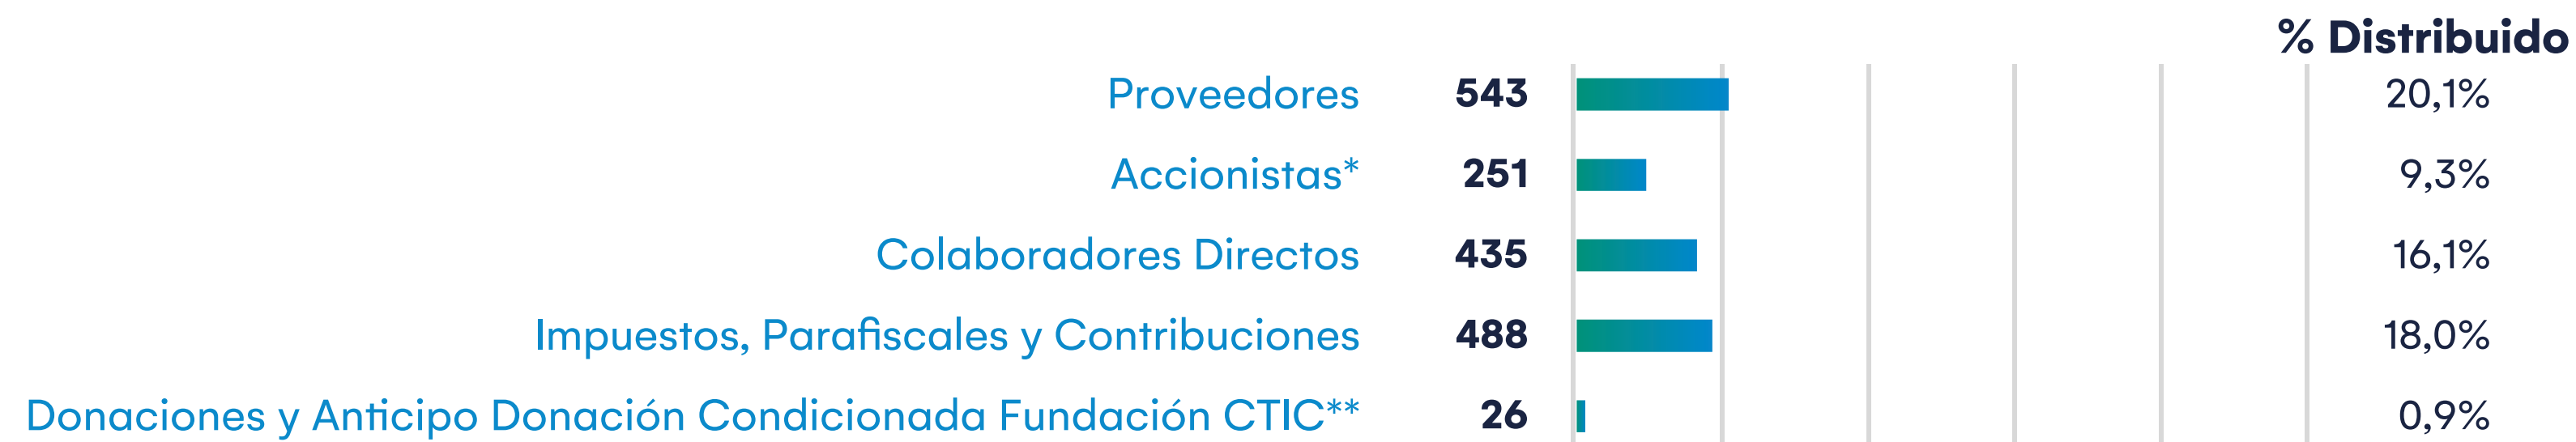 % Distribuido
Proveedores 543 20,1%
Accionistas* 251 9,3%
Colaboradores Directos 435 16,1%
Impuestos, Parafiscales y Contribuciones 488 18,0%
Donaciones y Anticipo Donación Condicionada Fundación CTIC** 26 0,9%